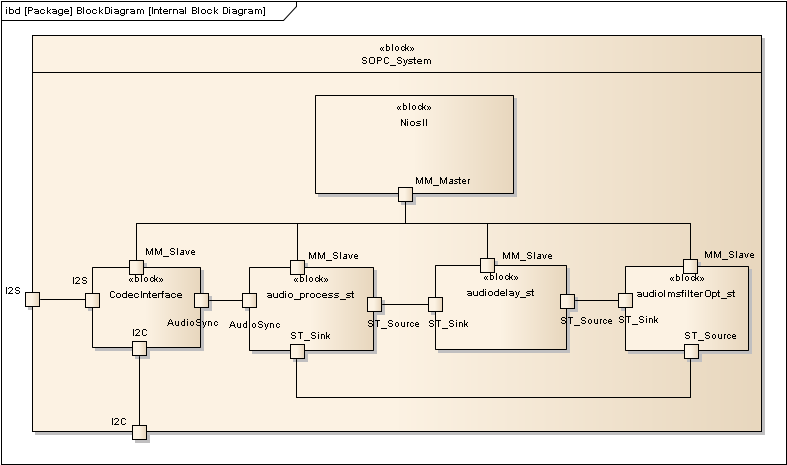 ibd [Package] BlockDiagram [Internal Block Diagram]
«block»
SOPC_System
«block»
NiosII
MM_Master
MM_Slave
MM_Slave
MM_Slave
MM_Slave
I2S
I2S
«block»
CodecInterface
AudioSync
I2C
«block»
audio_process_st
AudioSync
ST_Sink
ST_Source
«block»
audiodelay_st
ST_Sink
ST_Source
«block»
audiolmsfilterOpt_st
ST_Sink
ST_Source
I2C